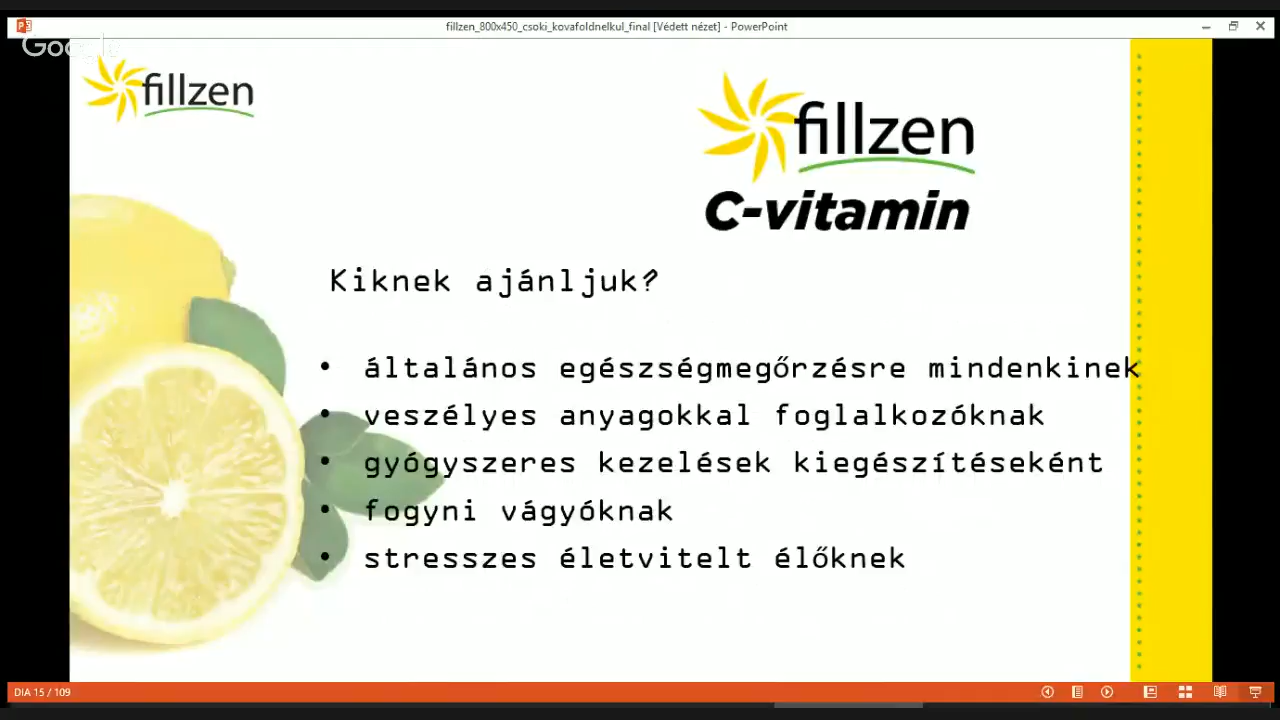 fillzen_800x450_csoki_kovafoldnelkul_final [Védett nézet] - PowerPoint
Google
fillzen
fillzen
C-vitamin
Kiknek ajánljuk?
• általános egészségmegőrzésre mindenkinek
• veszélyes anyagokkal foglalkozóknak
• gyógyszeres kezelések kiegészítéseként
• fogyni vágyóknak
• stresszes életvitelt élőknek
DIA 15 / 109